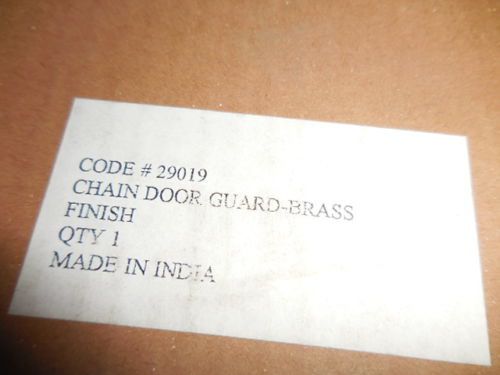 CODE # 29019
CHAIN DOOR GUARD-BRASS
FINISH
QTY 1
MADE IN INDIA